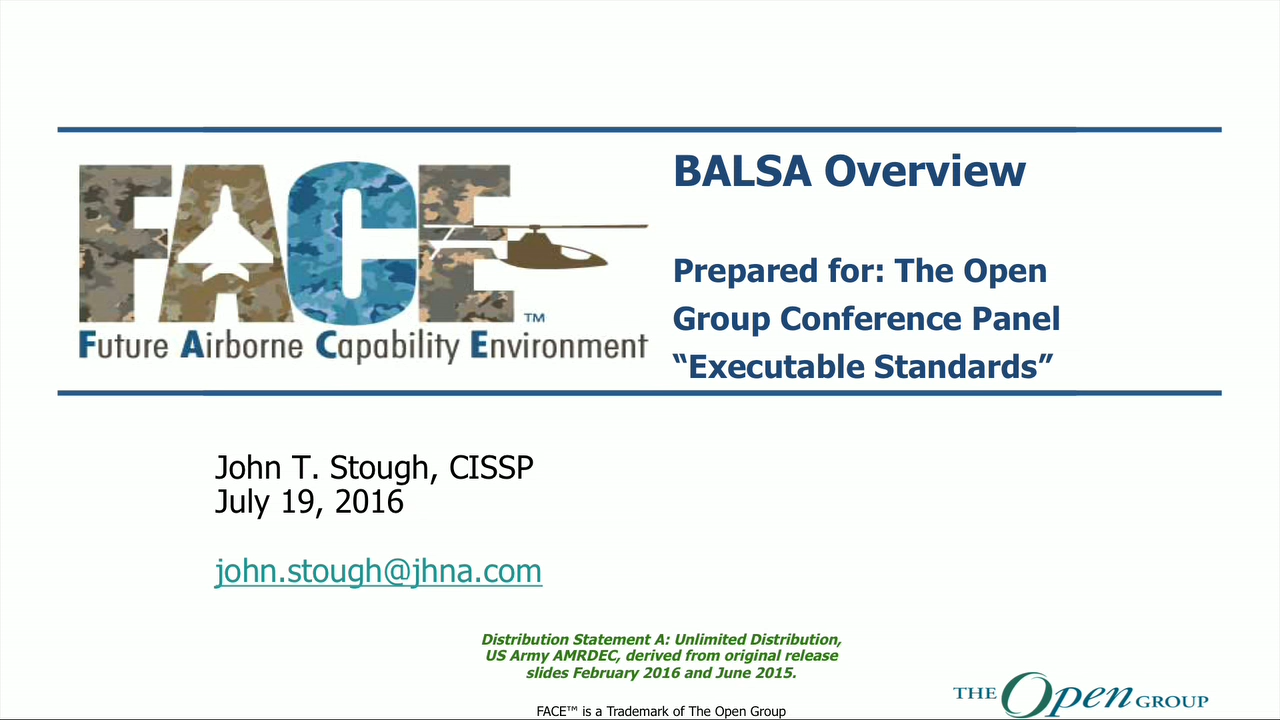 FACE™
Future Airborne Capability Environment
BALSA Overview
Prepared for: The Open
Group Conference Panel
“Executable Standards”
John T. Stough, CISSP
July 19, 2016
john.stough@jhna.com
Distribution Statement A: Unlimited Distribution,
US Army AMRDEC, derived from original release
slides February 2016 and June 2015.
FACE™ is a Trademark of The Open Group
THE Open GROUP